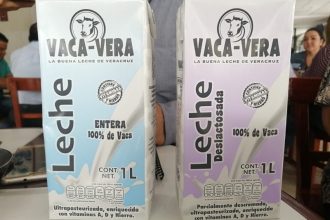 VACA-VERA
LA BUENA LECHE DE VERACRUZ
Leche
ENTERA
100% de Vaca
CONT.
NET. 1L
Ultrapasteurizada, enriquecida
con vitaminas A, D y Hierro.
VACA-VERA
LA BUENA LECHE DE VERACRUZ
Leche
Deslactosada
100% de Vaca
CONT.
NET. 1L
Parcialmente descremada,
ultrapasteurizada, enriquecida
con vitaminas A, D y Hierro.